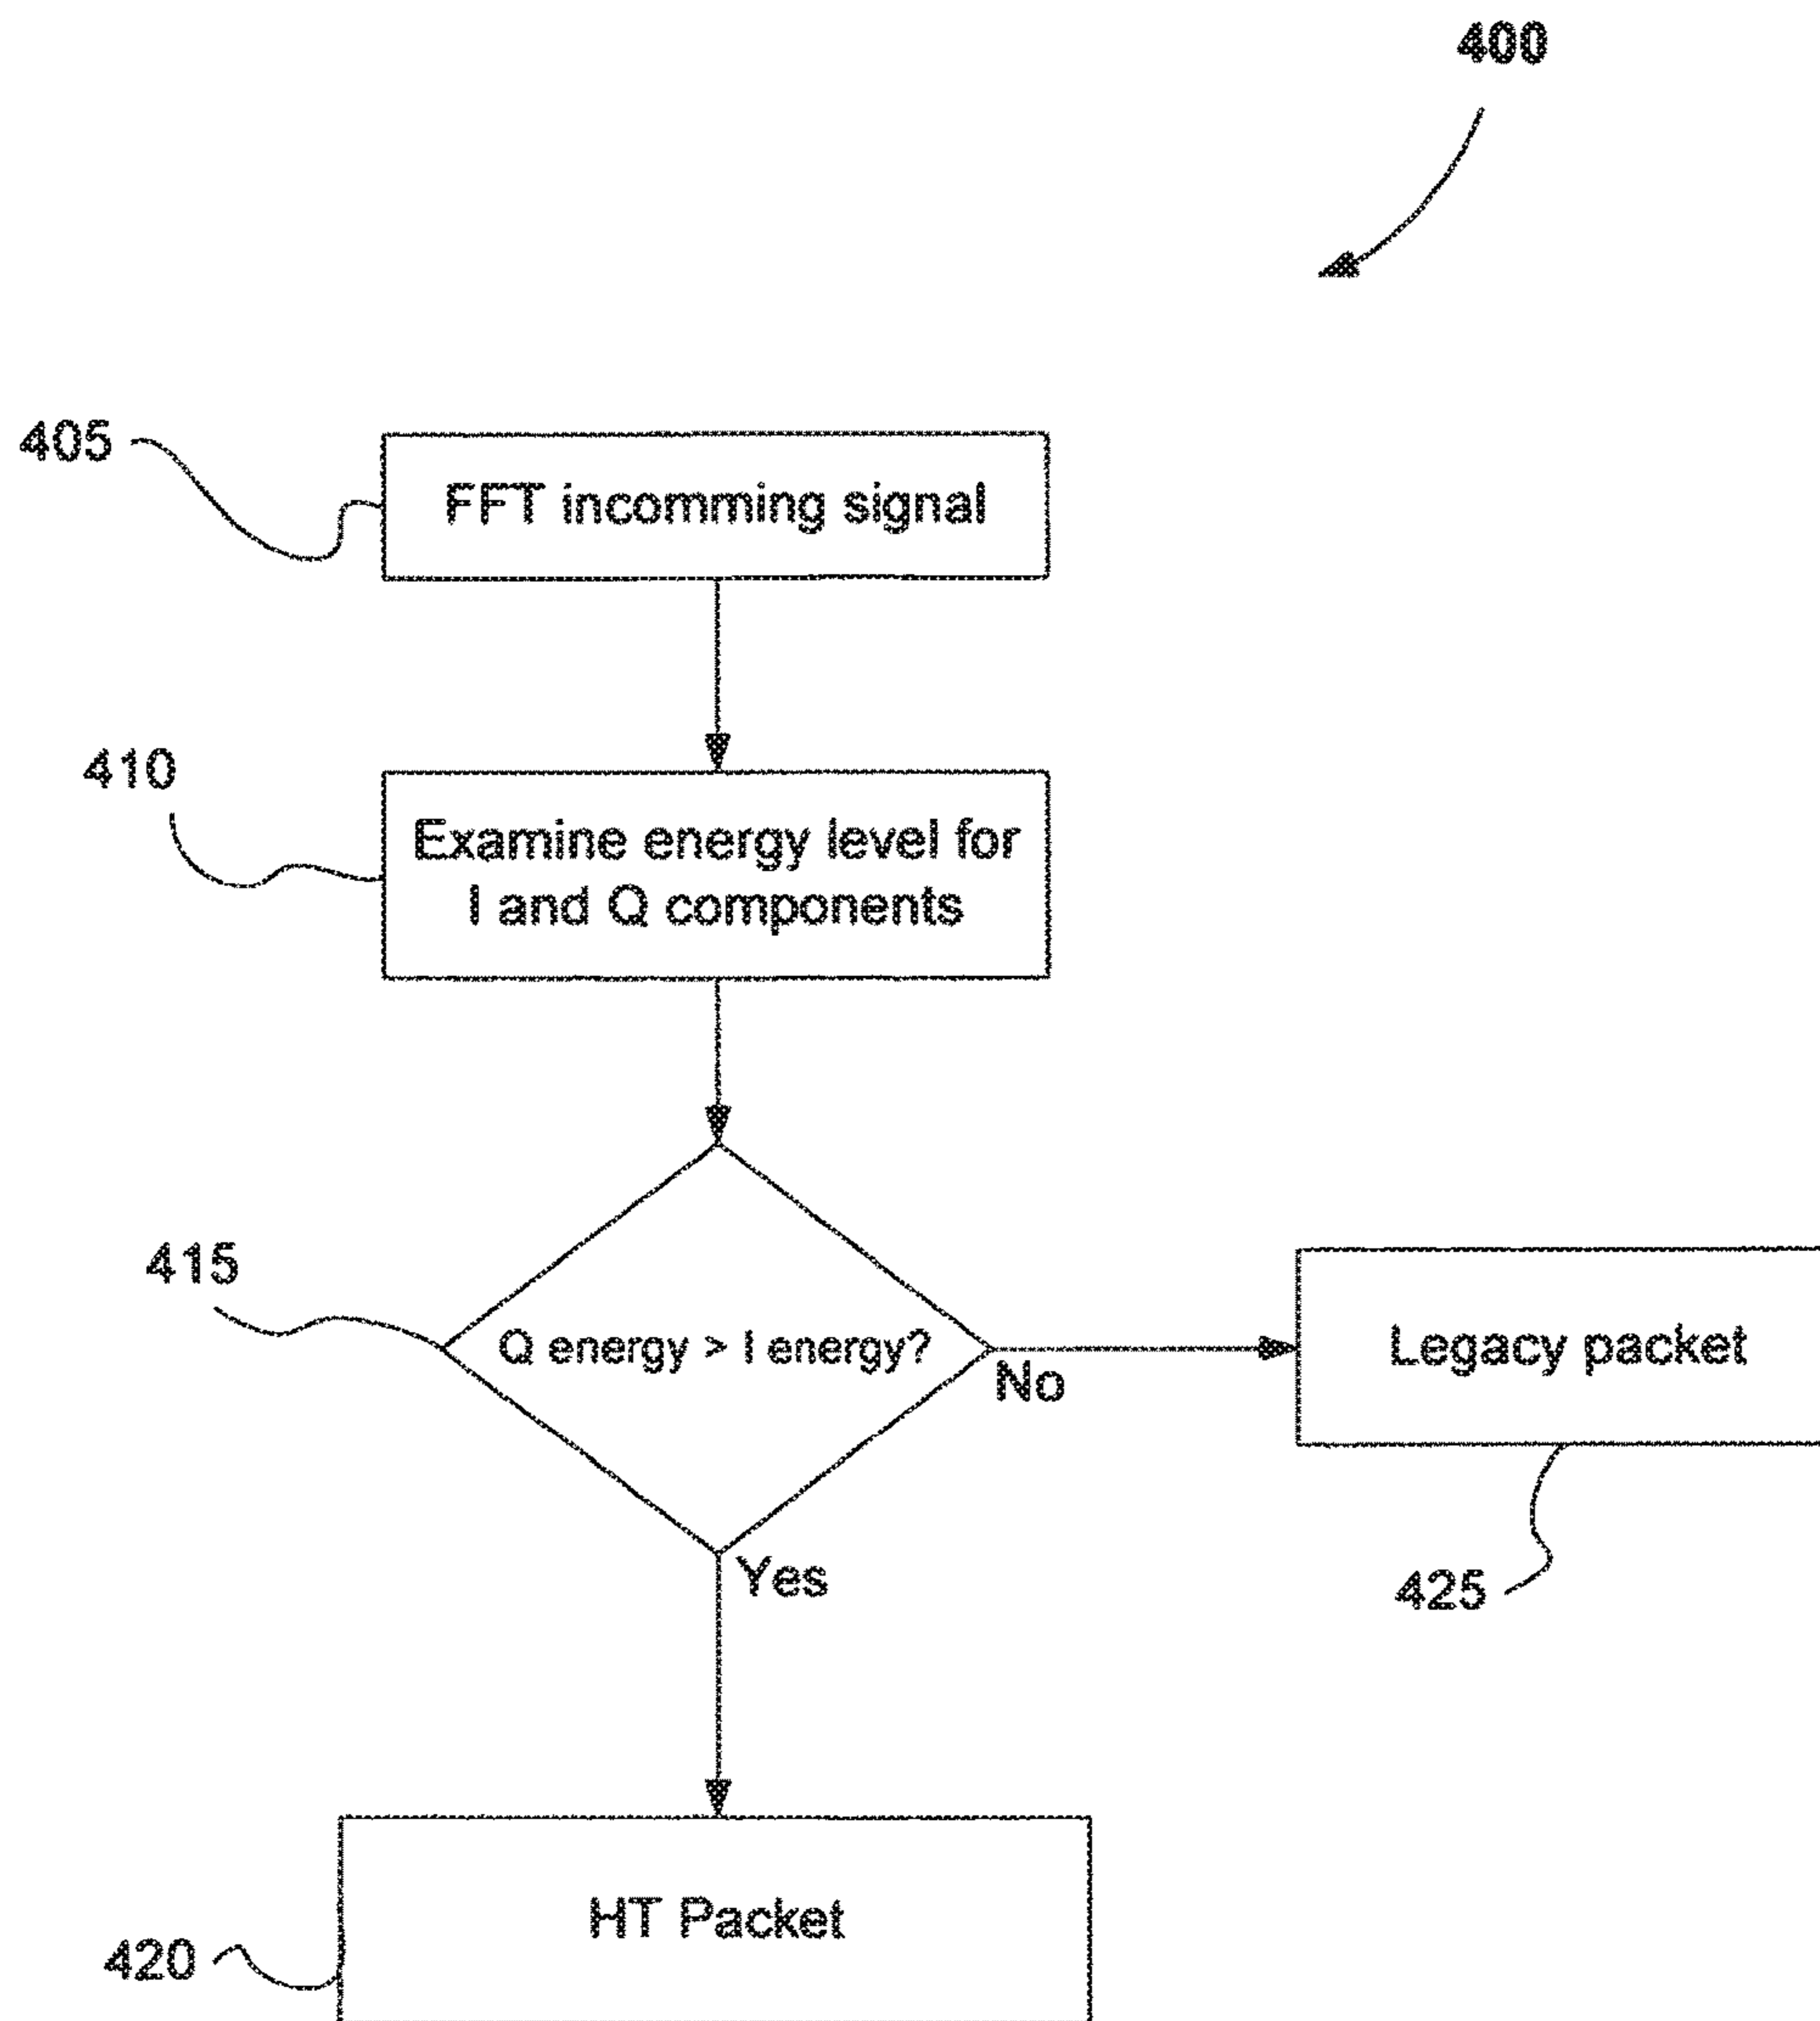 400
405
FFT incomming signal
410
Examine energy level for
I and Q components
415
Q energy > I energy?
No
Legacy packet
Yes
425
HT Packet
420